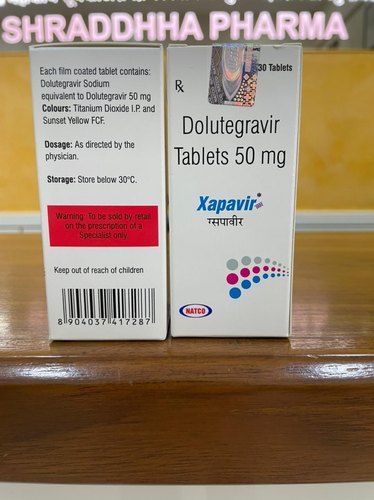 SHRADDHHA PHARMA
Each film coated tablet contains:
Dolutegravir Sodium
equivalent to Dolutegravir 50 mg
Colours: Titanium Dioxide I.P. and
Sunset Yellow FCF.
Dosage: As directed by the
physician.
Storage: Store below 30°C.
Warning: To be sold by retail
on the prescription of a
Specialist only.
Keep out of reach of children
8 904037 417287
℞
30 Tablets
Dolutegravir
Tablets 50 mg
Xapavir
ग्सपावीर
NATCO